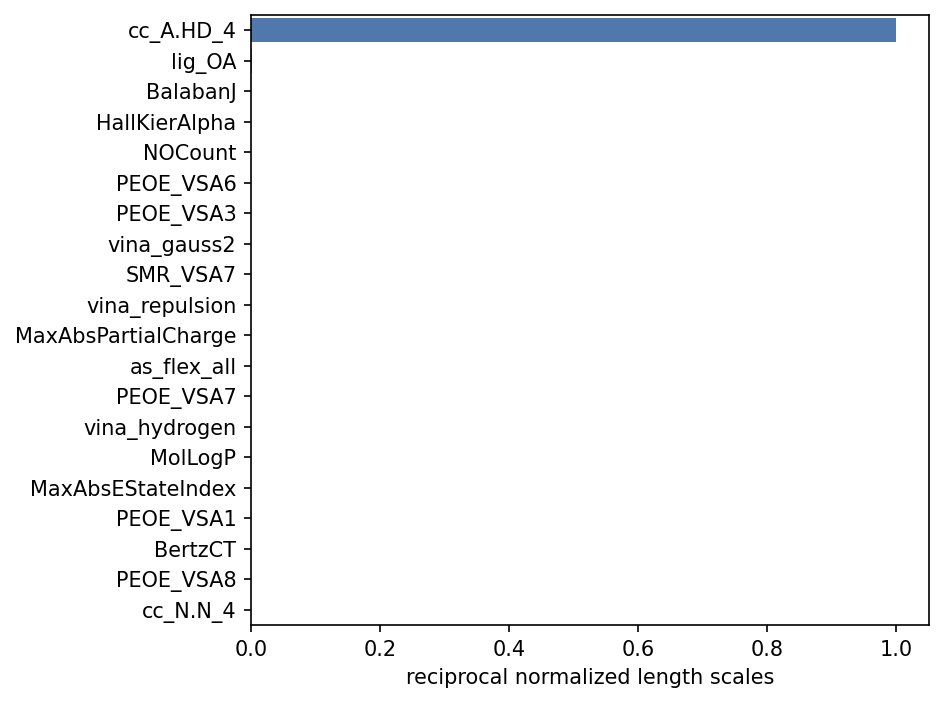 cc_A.HD_4
lig_OA
BalabanJ
HallKierAlpha
NOCount
PEOE_VSA6
PEOE_VSA3
vina_gauss2
SMR_VSA7
vina_repulsion
MaxAbsPartialCharge
as_flex_all
PEOE_VSA7
vina_hydrogen
MolLogP
MaxAbsEStateIndex
PEOE_VSA1
BertzCT
PEOE_VSA8
cc_N.N_4
0.0 0.2 0.4 0.6 0.8 1.0
reciprocal normalized length scales